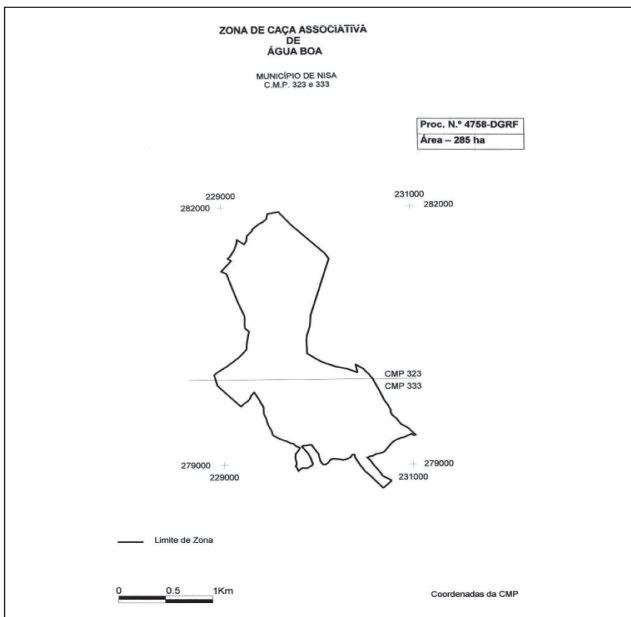 ZONA DE CAÇA ASSOCIATIVA
DE
ÁGUA BOA
MUNICÍPIO DE NISA
C.M.P. 323 e 333
Proc. N.º 4758-DGRF
Área – 285 ha
229000
282000
231000
282000
CMP 323
CMP 333
279000
229000
279000
231000
Limite de Zona
0 0.5 1Km
Coordenadas da CMP